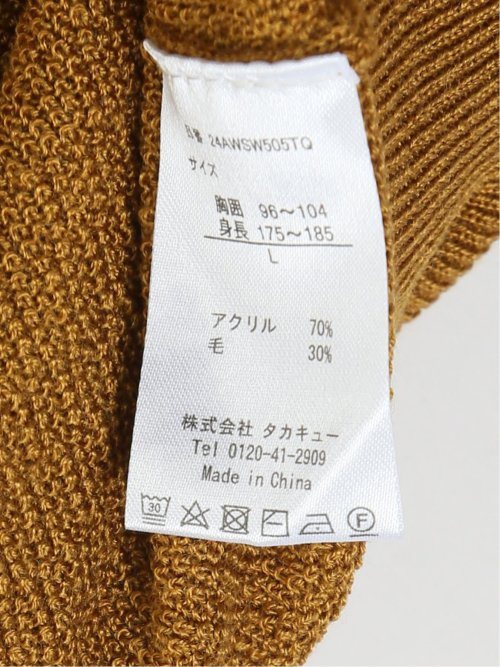 品番 24AWSW505TQ
サイズ
胸囲 96～104
身長 175～185
L
アクリル 70%
毛 30%
株式会社 タカキュー
Tel 0120-41-2909
Made in China
30
F